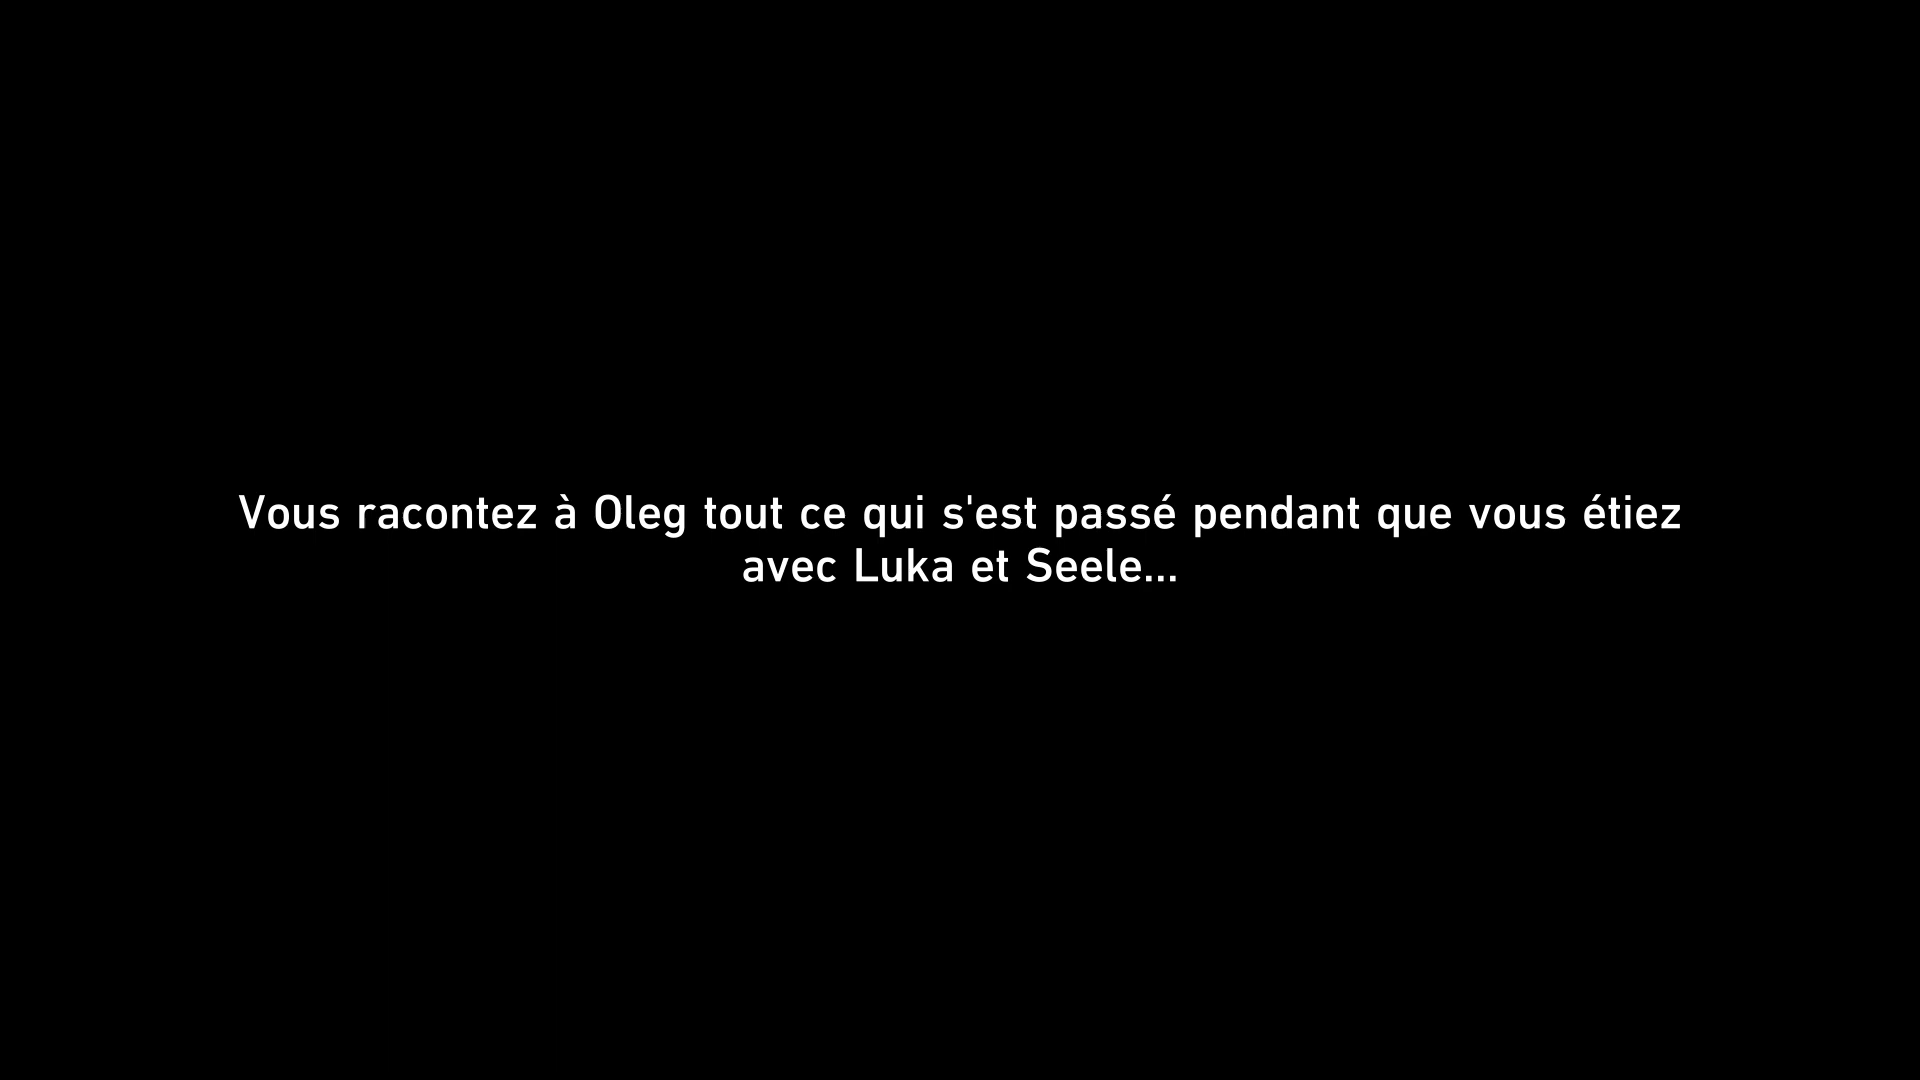 Vous racontez à Oleg tout ce qui s'est passé pendant que vous étiez
avec Luka et Seele...